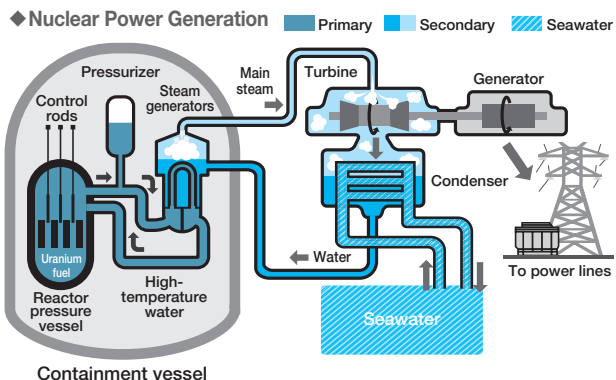 ◆Nuclear Power Generation
Primary
Secondary
Seawater
Pressurizer
Control
rods
Steam
generators
Main
steam
Turbine
Generator
Condenser
Uranium
fuel
Reactor
pressure
vessel
High-
temperature
water
Water
Seawater
To power lines
Containment vessel